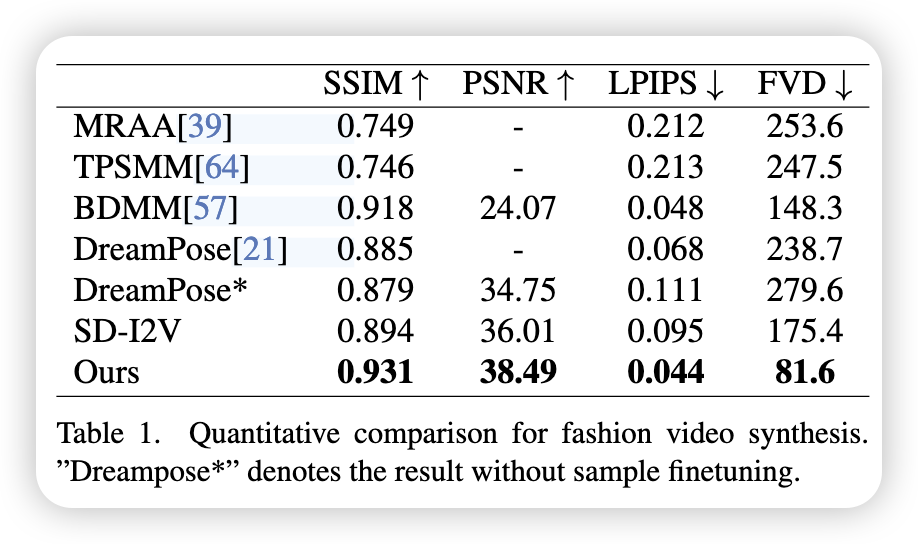 SSIM ↑ PSNR ↑ LPIPS ↓ FVD ↓
MRAA[39] 0.749 - 0.212 253.6
TPSMM[64] 0.746 - 0.213 247.5
BDMM[57] 0.918 24.07 0.048 148.3
DreamPose[21] 0.885 - 0.068 238.7
DreamPose* 0.879 34.75 0.111 279.6
SD-I2V 0.894 36.01 0.095 175.4
Ours 0.931 38.49 0.044 81.6
Table 1. Quantitative comparison for fashion video synthesis.
”Dreampose*” denotes the result without sample finetuning.